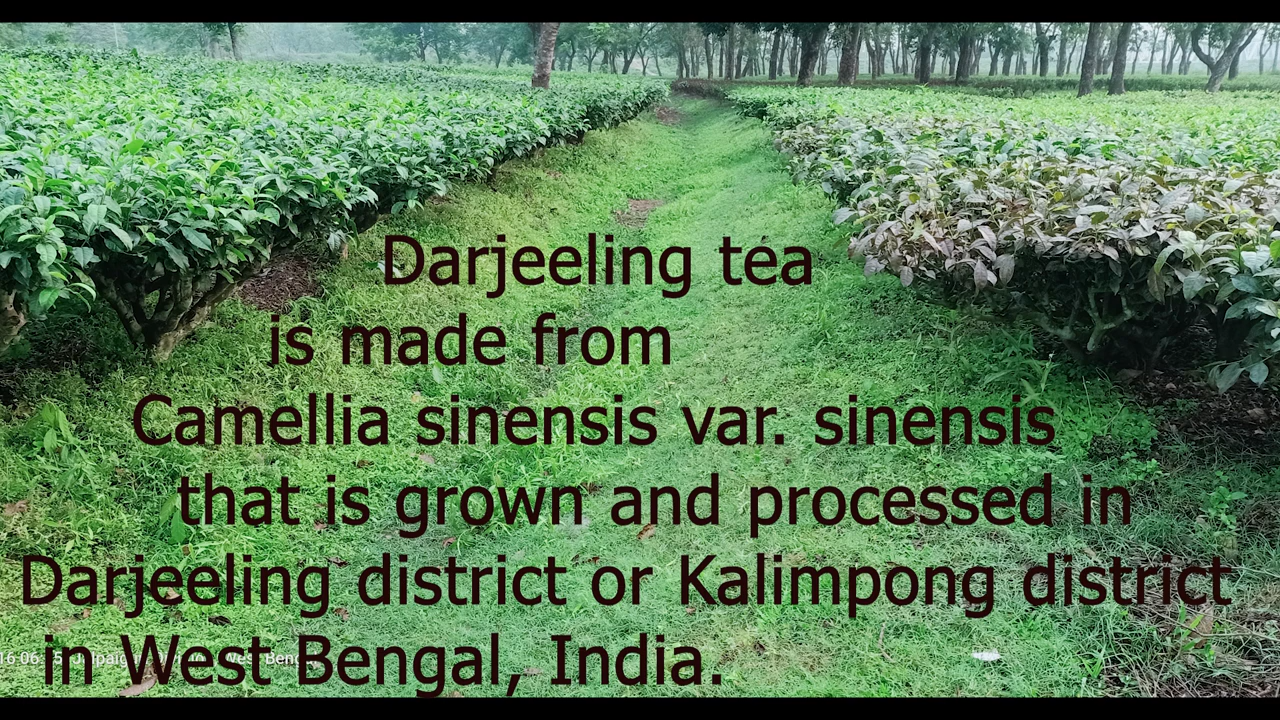 Darjeeling tea
is made from
Camellia sinensis var. sinensis
that is grown and processed in
Darjeeling district or Kalimpong district
in West Bengal, India.